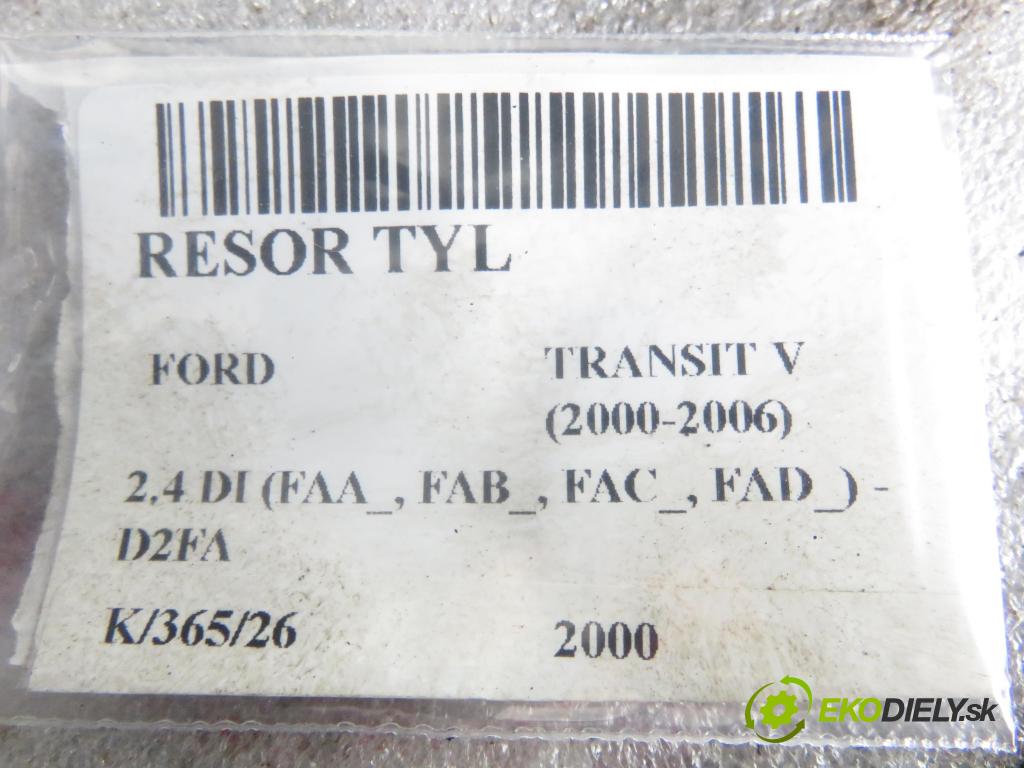 RESOR TYL
FORD
TRANSIT V
(2000-2006)
2,4 DI (FAA_, FAB_, FAC_, FAD_) -
D2FA
K/365/26
2000
EKODIELY.sk